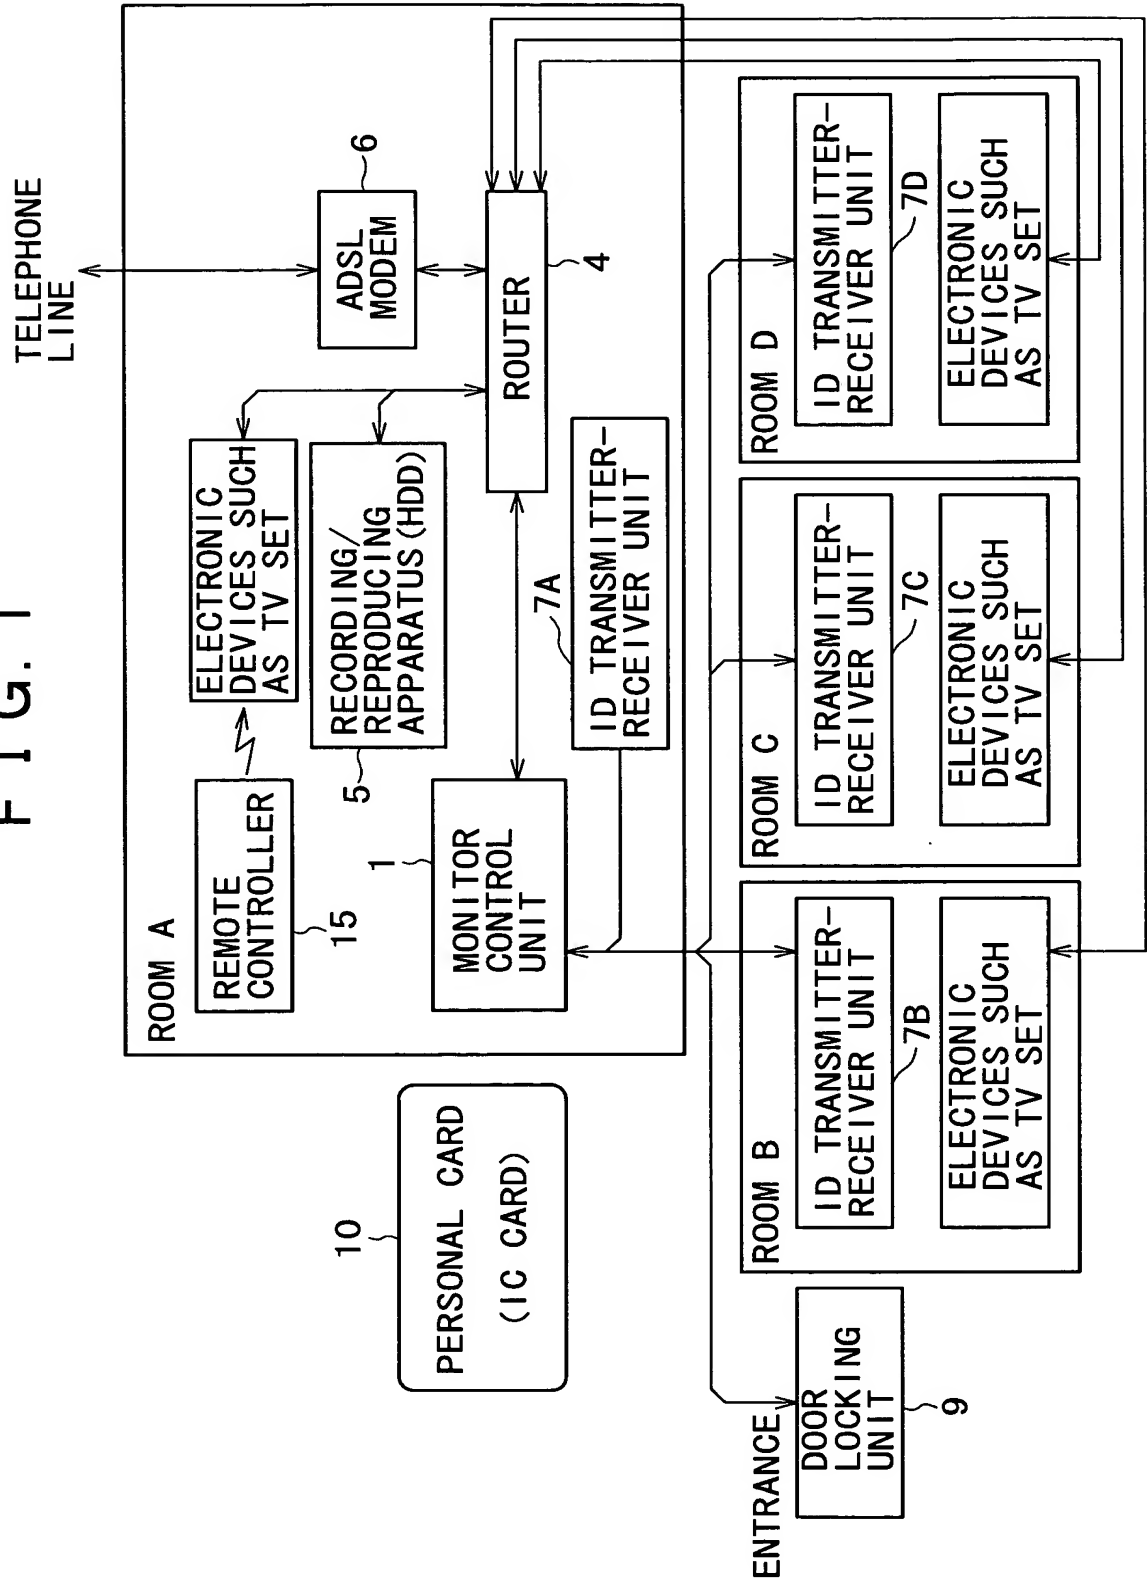 FIG. 1
TELEPHONE
LINE
ROOM A
REMOTE
CONTROLLER
15
ELECTRONIC
DEVICES SUCH
AS TV SET
RECORDING/
REPRODUCING
APPARATUS(HDD)
5
ADSL
MODEM
6
1
MONITOR
CONTROL
UNIT
ROUTER
4
7A
ID TRANSMITTER-
RECEIVER UNIT
10
PERSONAL CARD
(IC CARD)
ENTRANCE
DOOR
LOCKING
UNIT
9
ROOM B
ID TRANSMITTER-
RECEIVER UNIT
7B
ELECTRONIC
DEVICES SUCH
AS TV SET
ROOM C
ID TRANSMITTER-
RECEIVER UNIT
7C
ELECTRONIC
DEVICES SUCH
AS TV SET
ROOM D
ID TRANSMITTER-
RECEIVER UNIT
7D
ELECTRONIC
DEVICES SUCH
AS TV SET